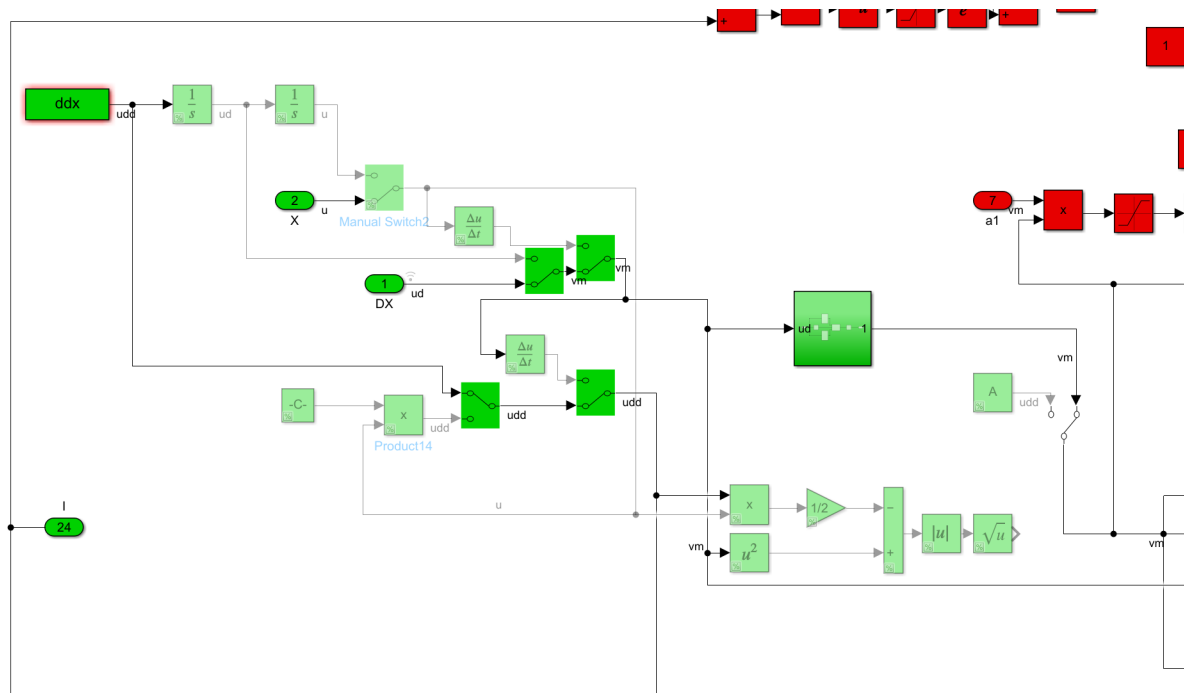 +
+
1
ddx
udd
1
s
ud
1
s
u
2
X
u
Manual Switch2
Δu
Δt
7
a1
vm
x
1
DX
ud
vm
vm
ud
1
vm
Δu
Δt
A
udd
-C-
x
udd
Product14
udd
udd
I
24
u
x
1/2
−
|u|
√u
vm
u²
+
vm